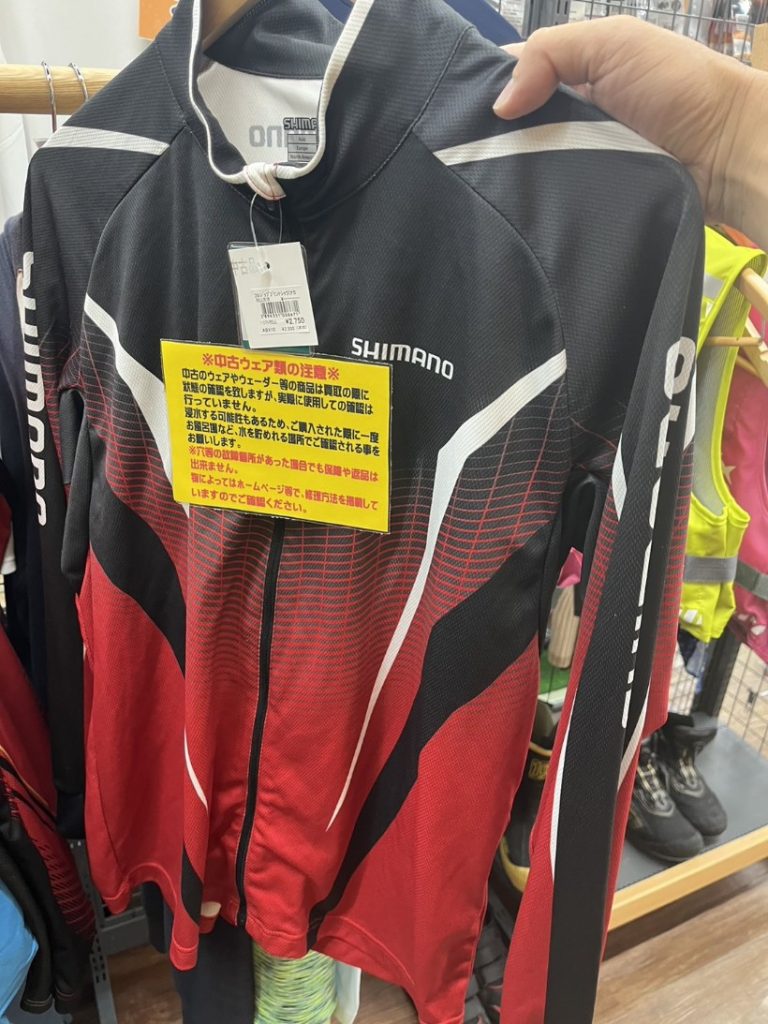 SHIMANO
中古品
¥2,750
SHIMANO
SHIMANO
SHIMANO
※中古ウェア類の注意※
中古のウェアやウェーダー等の商品は買取の際に
状態の確認を致しますが、実際に使用しての確認は
行っていません。
浸水する可能性もあるため、ご購入された際に一度
お風呂場など、水を貯めれる場所でご確認される事を
お願いします。
※穴等の故障箇所があった場合でも保障や返品は
出来ません。
物によってはホームページ等で、修理方法を掲載して
いますのでご確認ください。